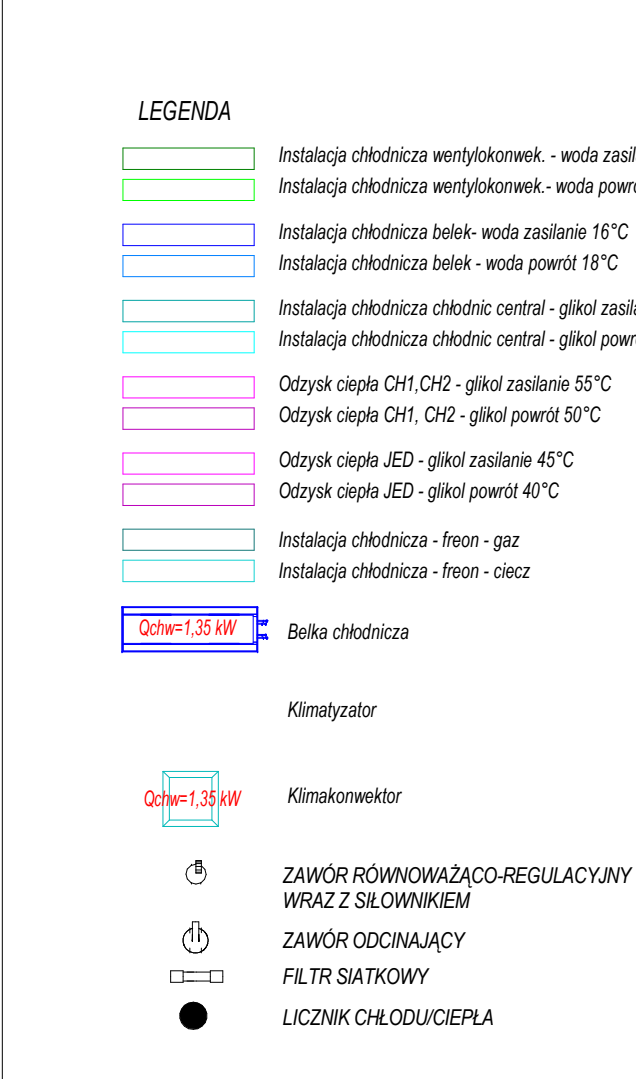 LEGENDA
Instalacja chłodnicza wentylokonwek. - woda
Instalacja chłodnicza wentylokonwek.- woda
Instalacja chłodnicza belek- woda zasilanie 16°C
Instalacja chłodnicza belek - woda powrót 18°C
Instalacja chłodnicza chłodnic central - glikol
Instalacja chłodnicza chłodnic central - glikol
Odzysk ciepła CH1,CH2 - glikol zasilanie 55°C
Odzysk ciepła CH1, CH2 - glikol powrót 50°C
Odzysk ciepła JED - glikol zasilanie 45°C
Odzysk ciepła JED - glikol powrót 40°C
Instalacja chłodnicza - freon - gaz
Instalacja chłodnicza - freon - ciecz
Qchw=1,35 kW Belka chłodnicza
Klimatyzator
Qchw=1,35 kW Klimakonwektor
ZAWÓR RÓWNOWAŻĄCO-REGULACYJNY
WRAZ Z SIŁOWNIKIEM
ZAWÓR ODCINAJĄCY
FILTR SIATKOWY
LICZNIK CHŁODU/CIEPŁA